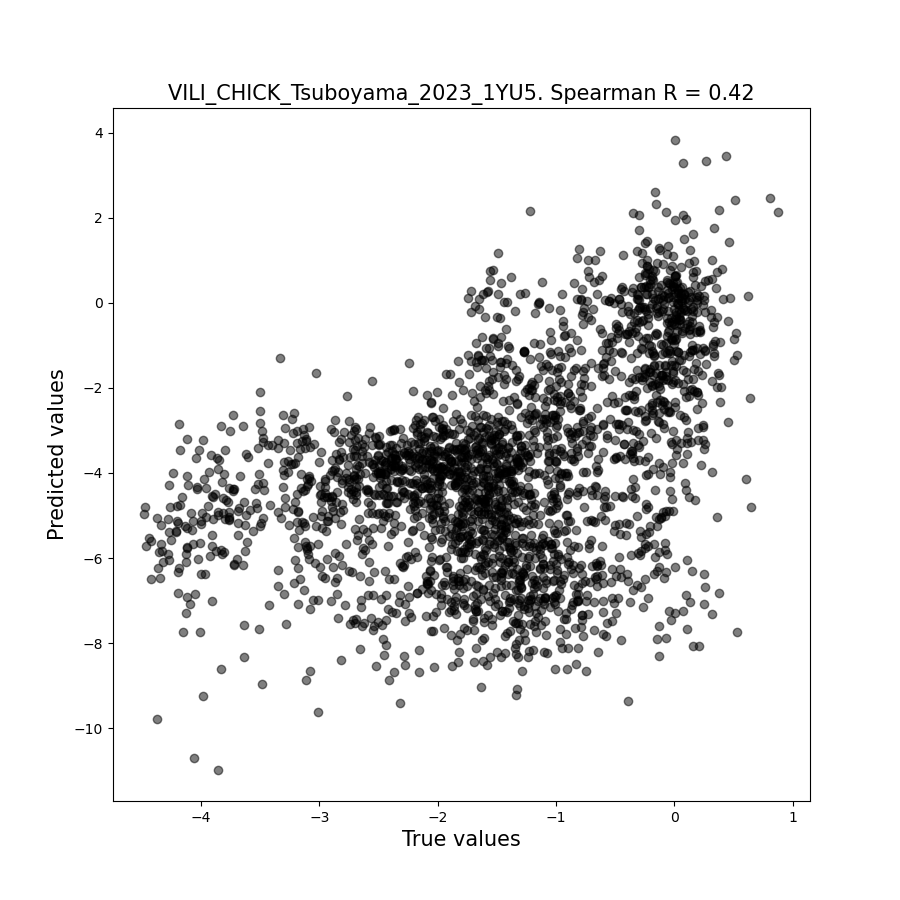 VILI_CHICK_Tsuboyama_2023_1YU5. Spearman R = 0.42
4
2
0
−2
−4
−6
−8
−10
Predicted values
−4 −3 −2 −1 0 1
True values